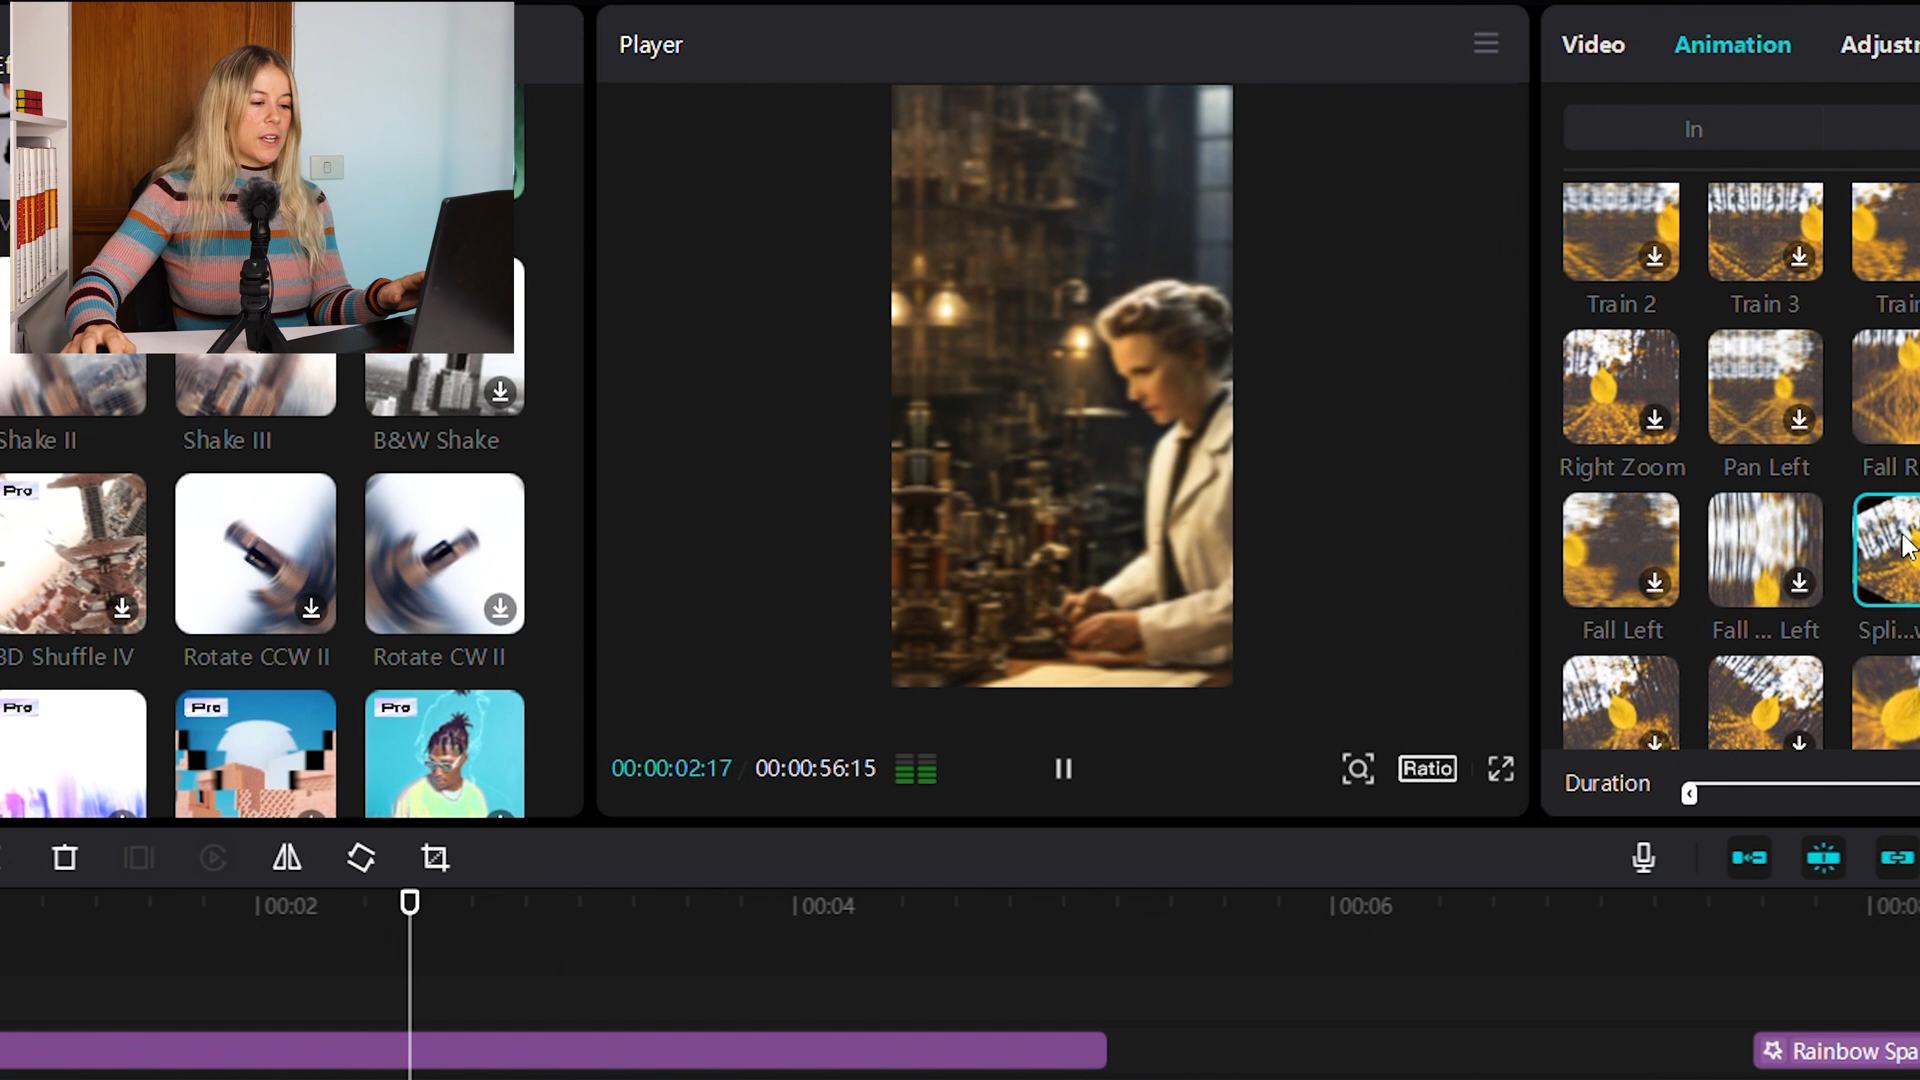 Player
Video Animation
In
Train 2
Train 3
Right Zoom
Pan Left
Fall R
Fall Left
Fall ... Left
Shake II
Shake III
B&W Shake
Pro
3D Shuffle IV
Rotate CCW II
Rotate CW II
Pro
Pro
Pro
00:00:02:17 / 00:00:56:15
Ratio
Duration
00:02
00:04
00:06
Rainbow Spa